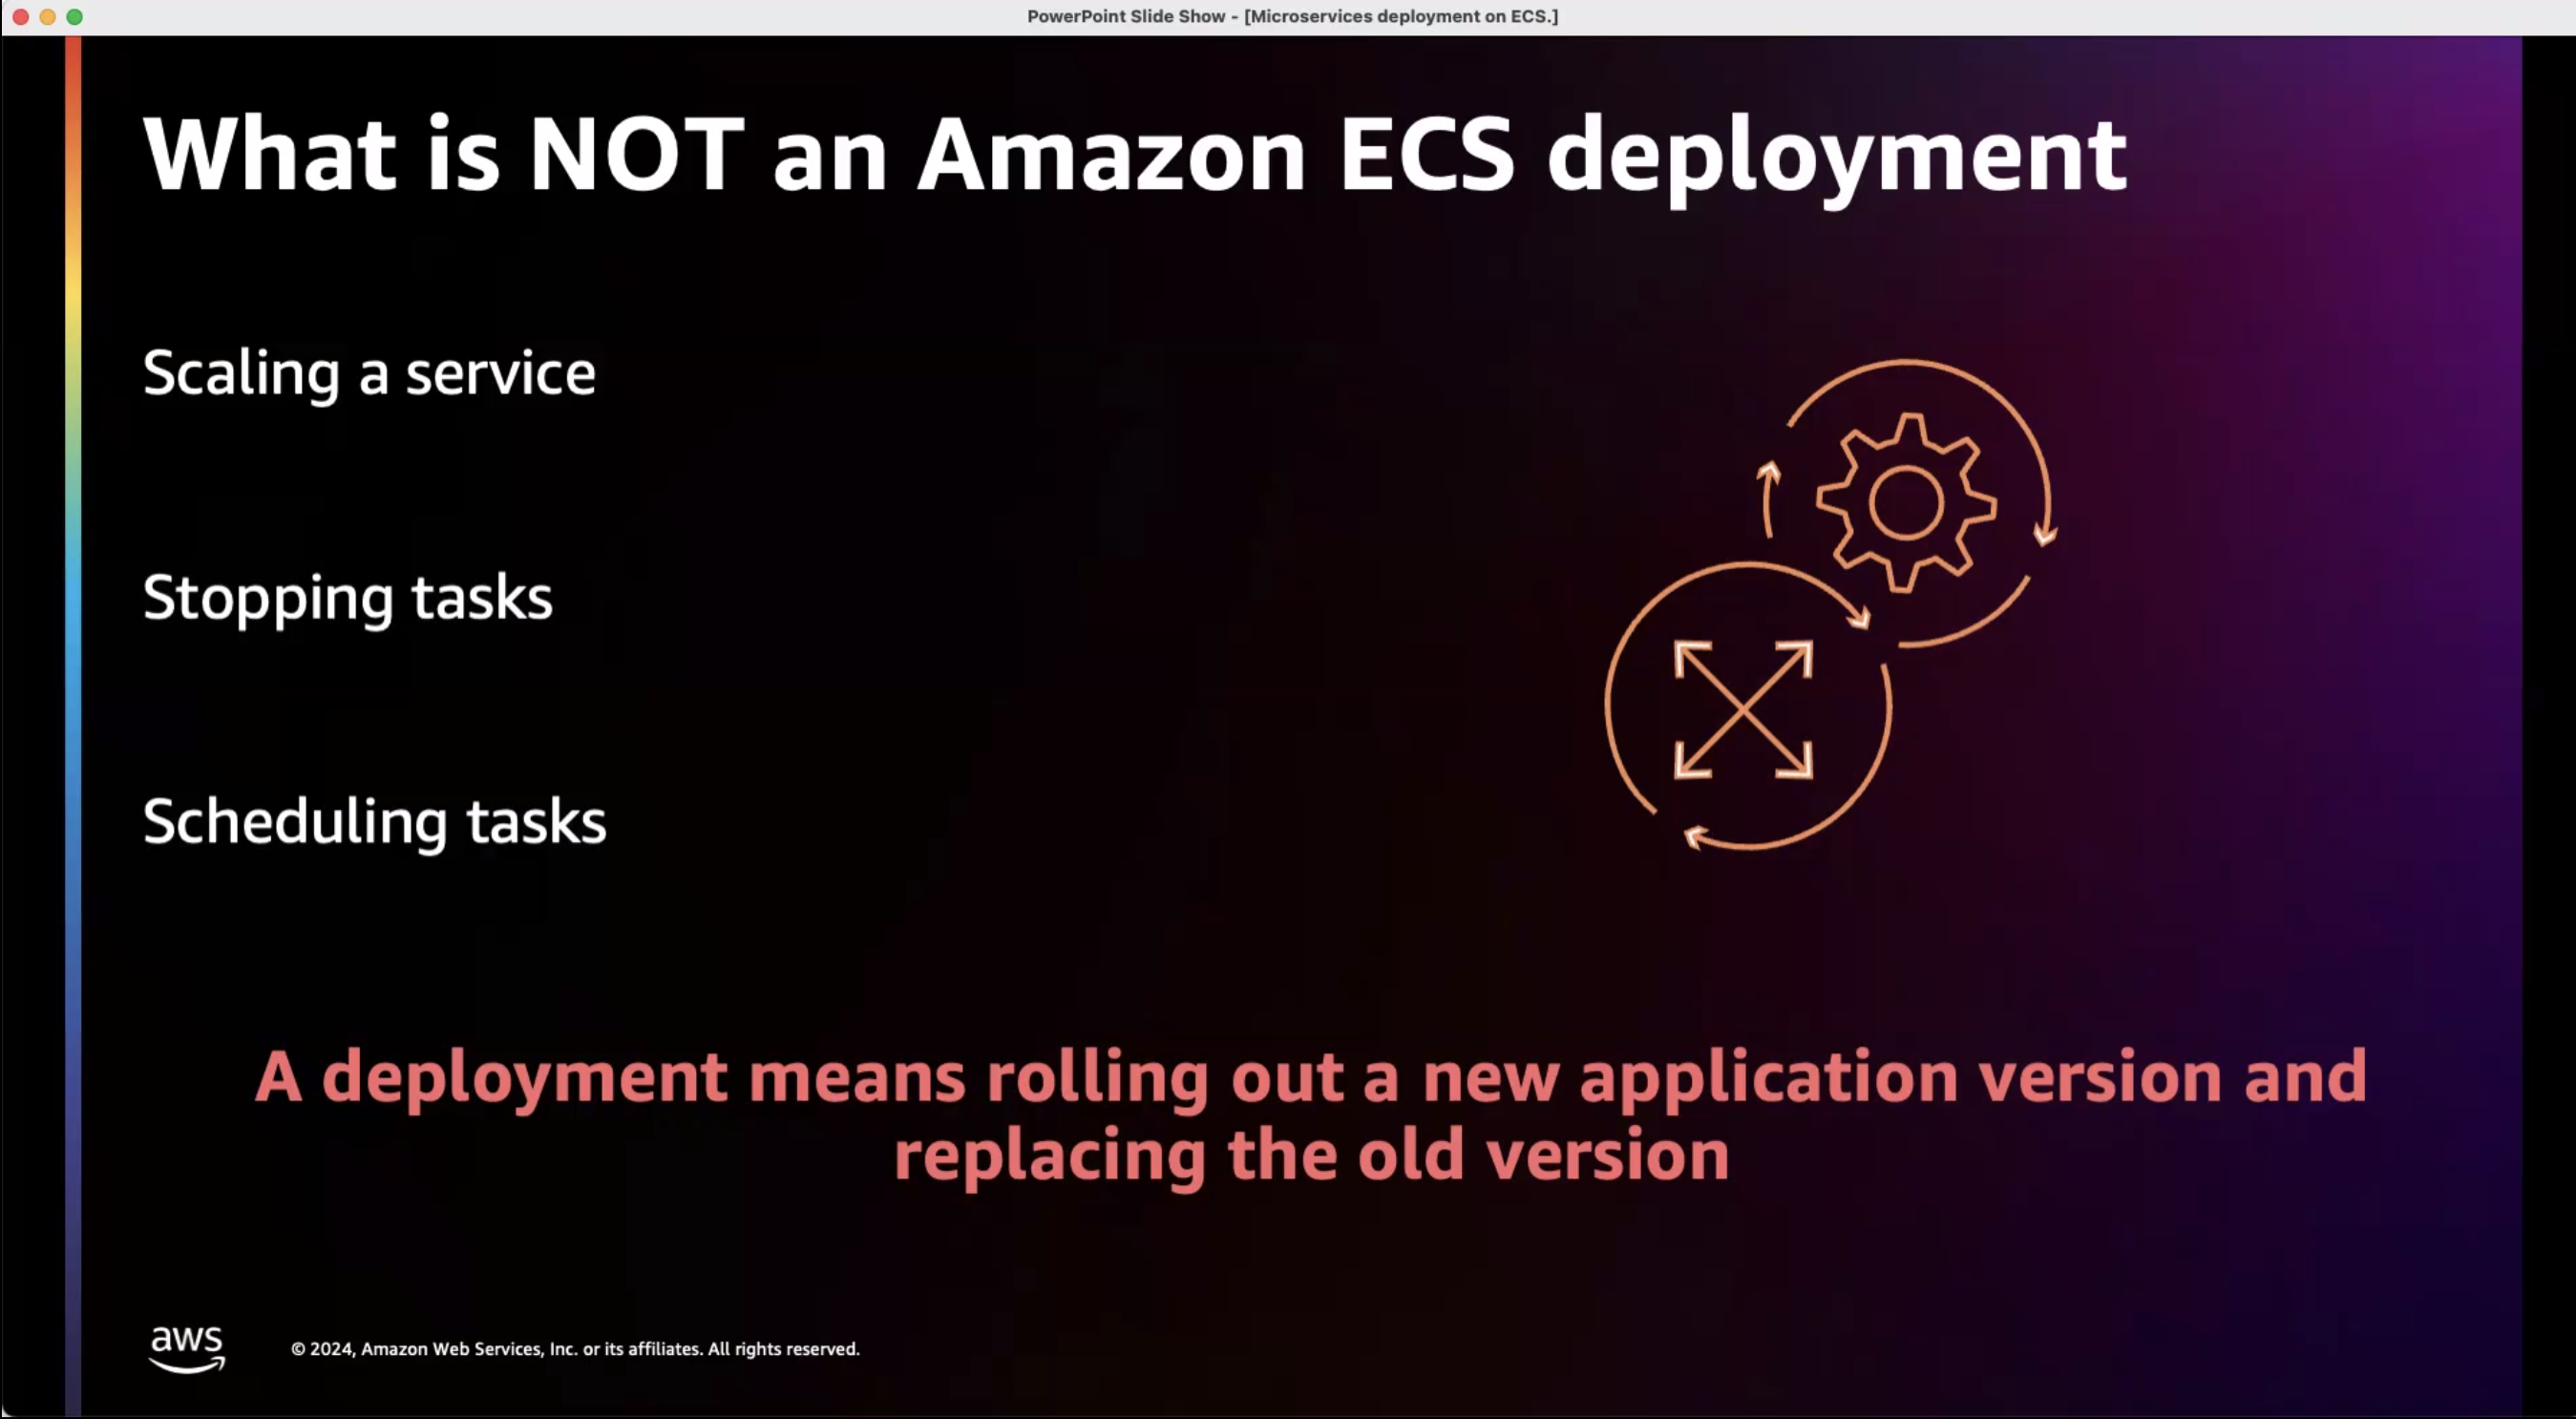 PowerPoint Slide Show - [Microservices deployment on ECS.]
What is NOT an Amazon ECS deployment
Scaling a service
Stopping tasks
Scheduling tasks
A deployment means rolling out a new application version and
replacing the old version
aws
© 2024, Amazon Web Services, Inc. or its affiliates. All rights reserved.